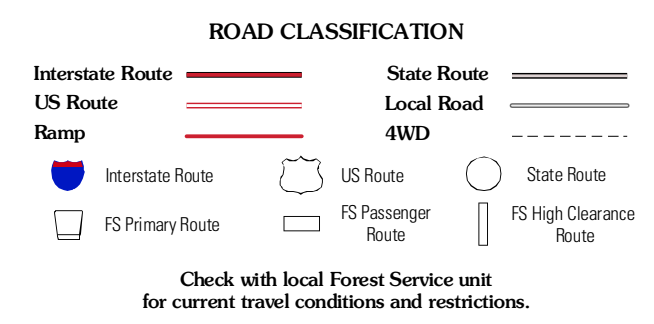 ROAD CLASSIFICATION
Interstate Route
State Route
US Route
Local Road
Ramp
4WD
Interstate Route
US Route
State Route
FS Primary Route
FS Passenger
Route
FS High Clearance
Route
Check with local Forest Service unit
for current travel conditions and restrictions.